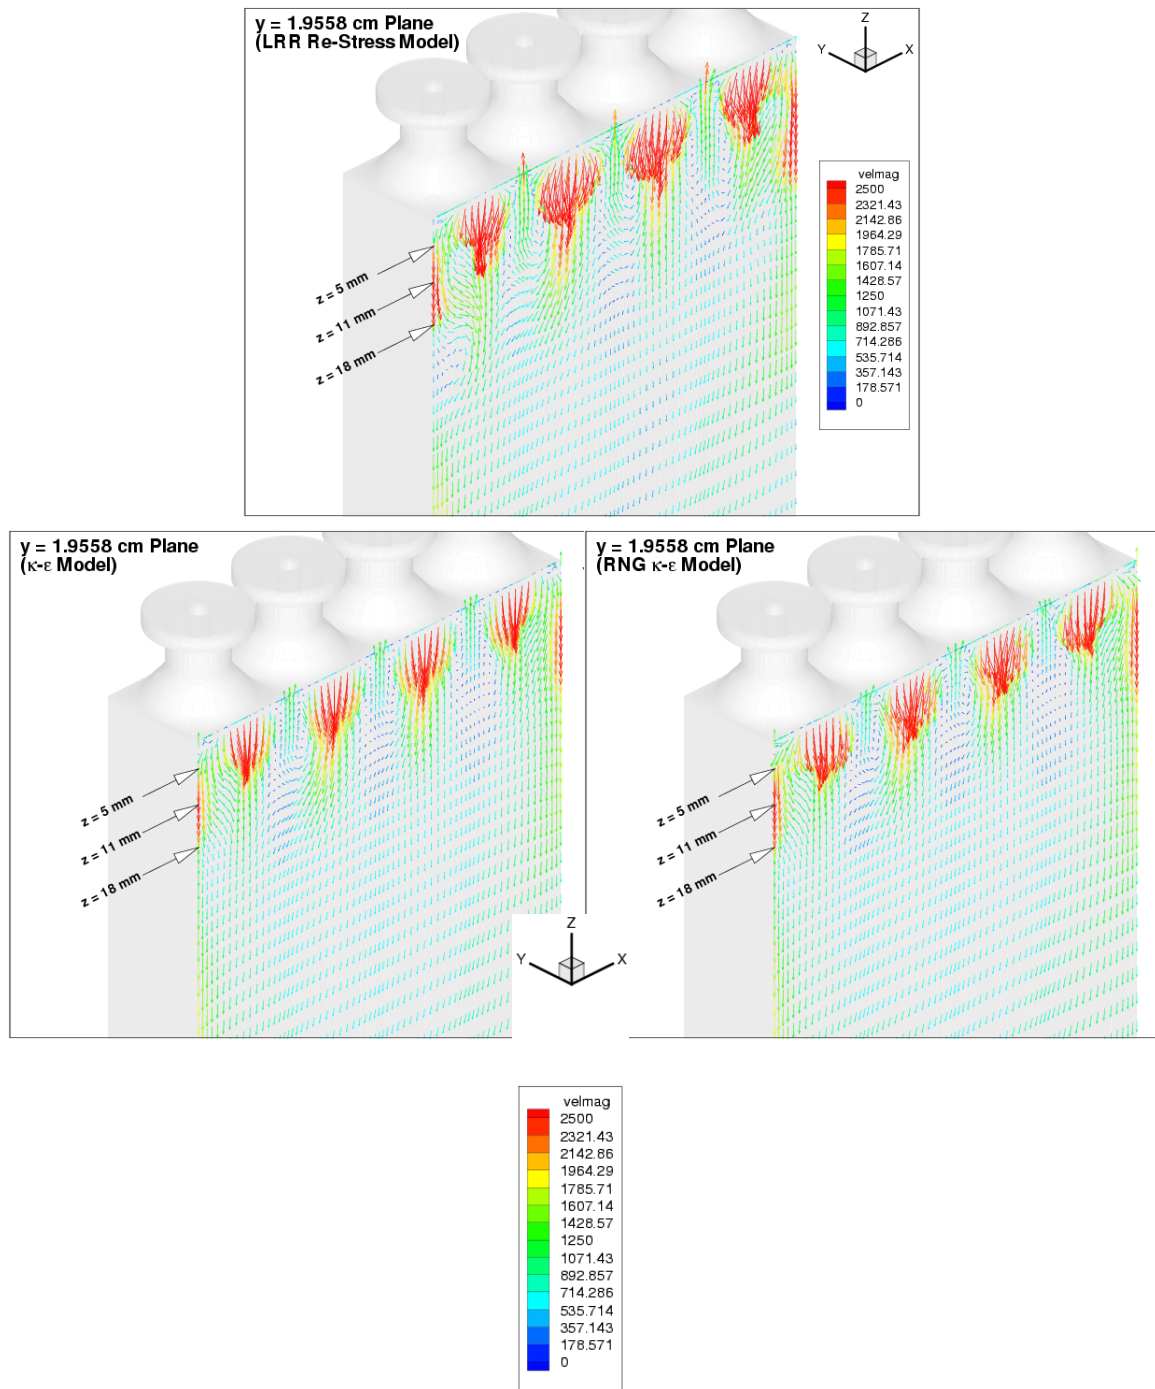 y = 1.9558 cm Plane
(LRR Re-Stress Model)
Z
Y
X
velmag
2500
2321.43
2142.86
1964.29
1785.71
1607.14
1428.57
1250
1071.43
892.857
714.286
535.714
357.143
178.571
0
z = 5 mm
z = 11 mm
z = 18 mm
y = 1.9558 cm Plane
(κ-ε Model)
z = 5 mm
z = 11 mm
z = 18 mm
y = 1.9558 cm Plane
(RNG κ-ε Model)
z = 5 mm
z = 11 mm
z = 18 mm
Z
Y
X
velmag
2500
2321.43
2142.86
1964.29
1785.71
1607.14
1428.57
1250
1071.43
892.857
714.286
535.714
357.143
178.571
0